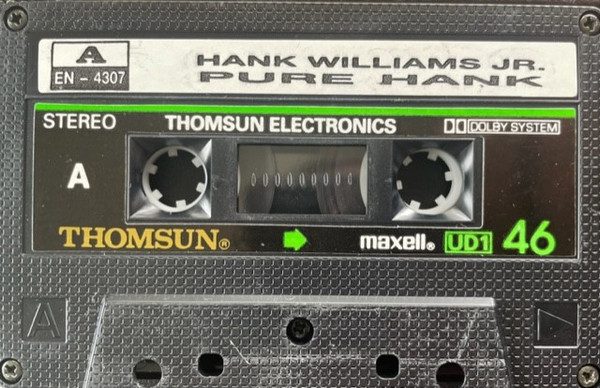 A
EN - 4307
HANK WILLIAMS JR.
PURE HANK
STEREO
THOMSUN ELECTRONICS
DOLBY SYSTEM
A
THOMSUN®
maxell® UD1 46
A